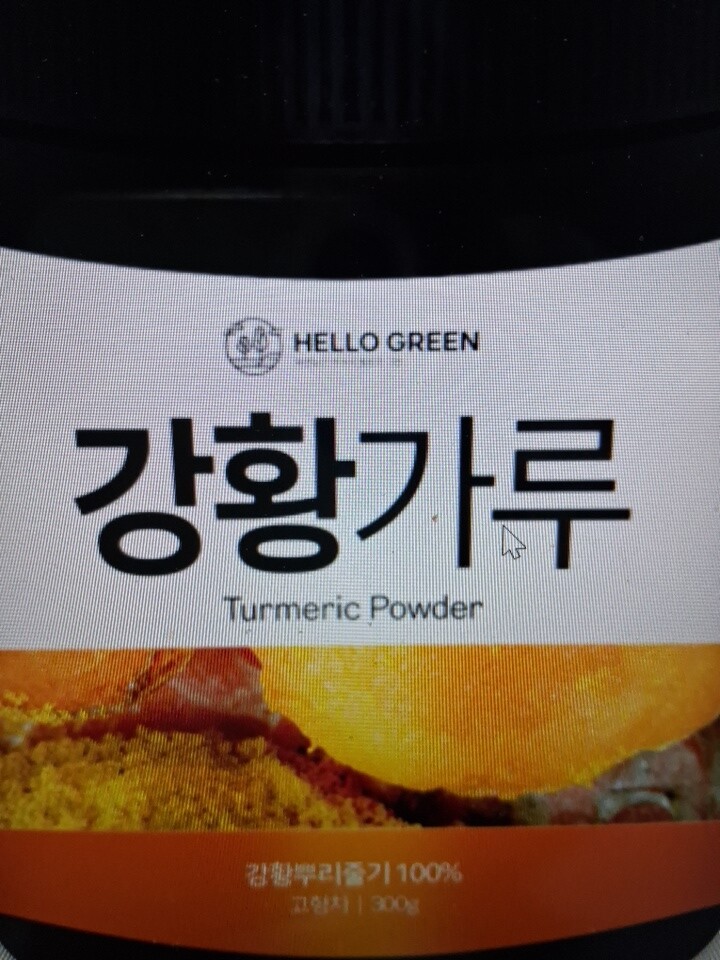 HELLO GREEN
강황가루
Turmeric Powder
강황뿌리줄기 100%
고형차 | 300g